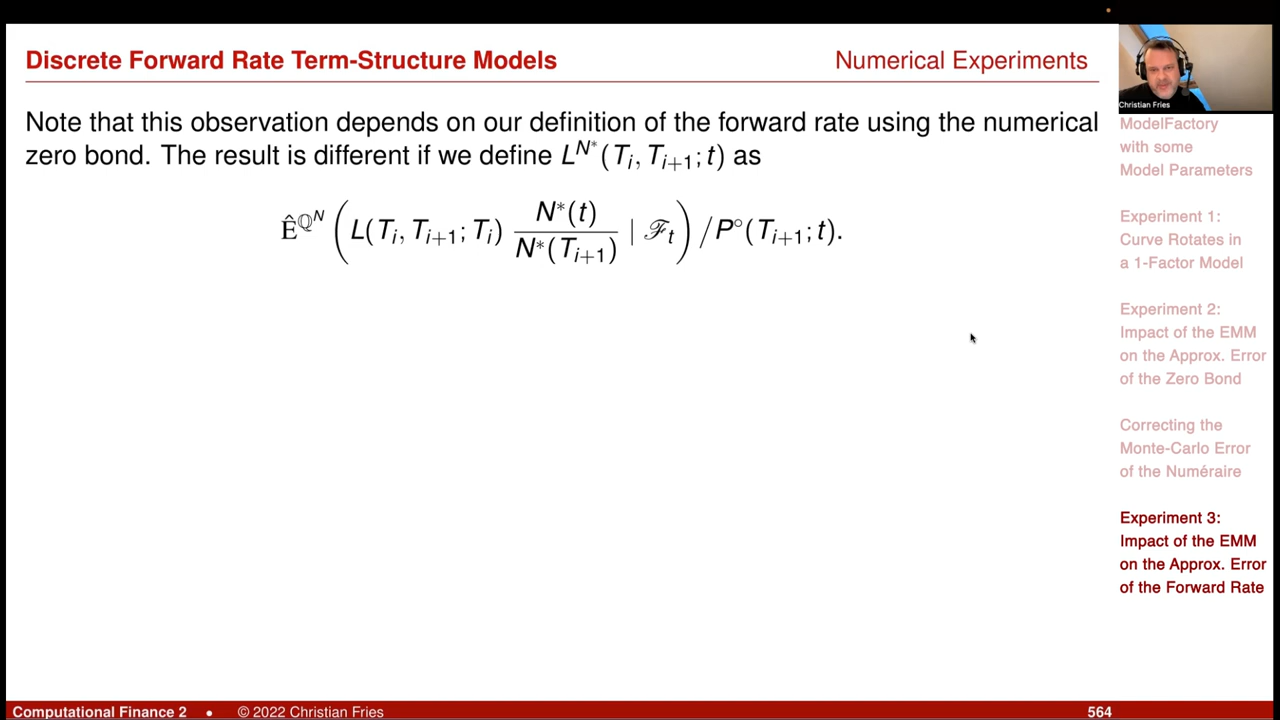 Discrete Forward Rate Term-Structure Models
Numerical Experiments
Note that this observation depends on our definition of the forward rate using the numerical
zero bond. The result is different if we define L^{N*}(T_i, T_{i+1}; t) as
Ê^{ℚ^N} ( L(T_i, T_{i+1}; T_i) N*(t) / N*(T_{i+1}) | ℱ_t ) / P°(T_{i+1}; t).
Christian Fries
ModelFactory
with some
Model Parameters
Experiment 1:
Curve Rotates in
a 1-Factor Model
Experiment 2:
Impact of the EMM
on the Approx. Error
of the Zero Bond
Correcting the
Monte-Carlo Error
of the Numéraire
Experiment 3:
Impact of the EMM
on the Approx. Error
of the Forward Rate
Computational Finance 2 • © 2022 Christian Fries
564